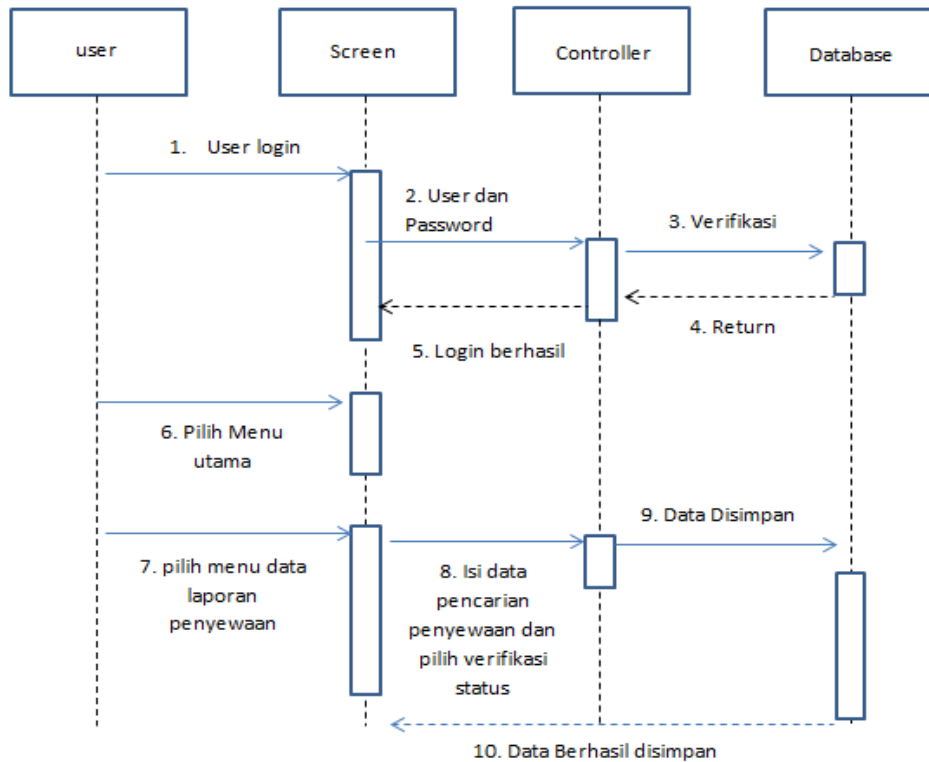 user
Screen
Controller
Database
1. User login
2. User dan
Password
3. Verifikasi
4. Return
5. Login berhasil
6. Pilih Menu
utama
7. pilih menu data
laporan
penyewaan
8. Isi data
pencarian
penyewaan dan
pilih verifikasi
status
9. Data Disimpan
10. Data Berhasil disimpan